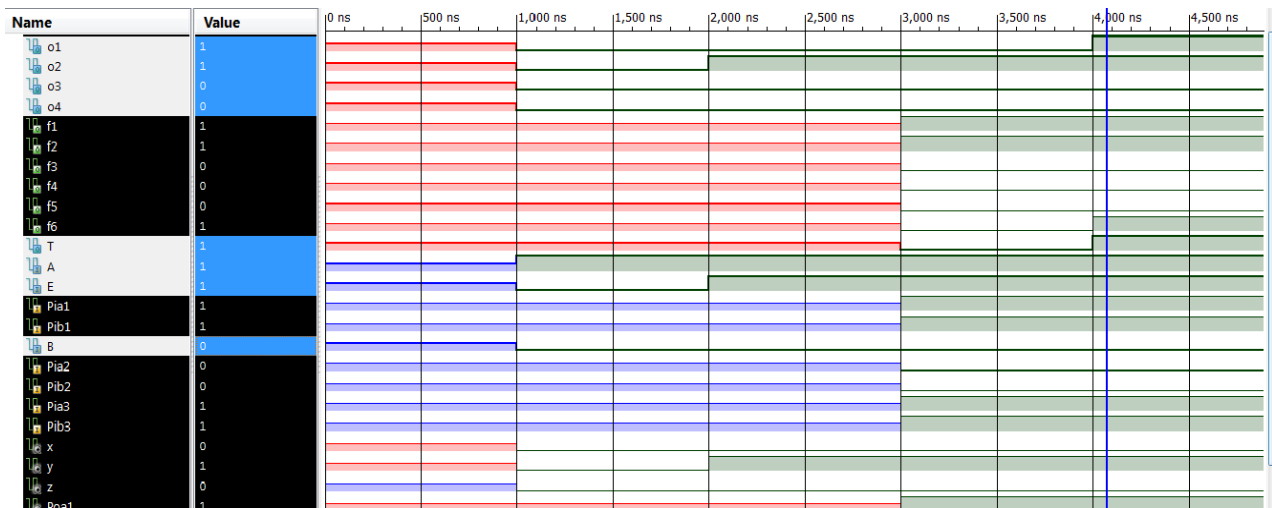 Name Value 0 ns 500 ns 1,000 ns 1,500 ns 2,000 ns 2,500 ns 3,000 ns 3,500 ns 4,000 ns 4,500 ns
o1 1
o2 1
o3 0
o4 0
f1 1
f2 1
f3 0
f4 0
f5 0
f6 1
T 1
A 1
E 1
Pia1 1
Pib1 1
B 0
Pia2 0
Pib2 0
Pia3 1
Pib3 1
x 0
y 1
z 0
Poa1 1